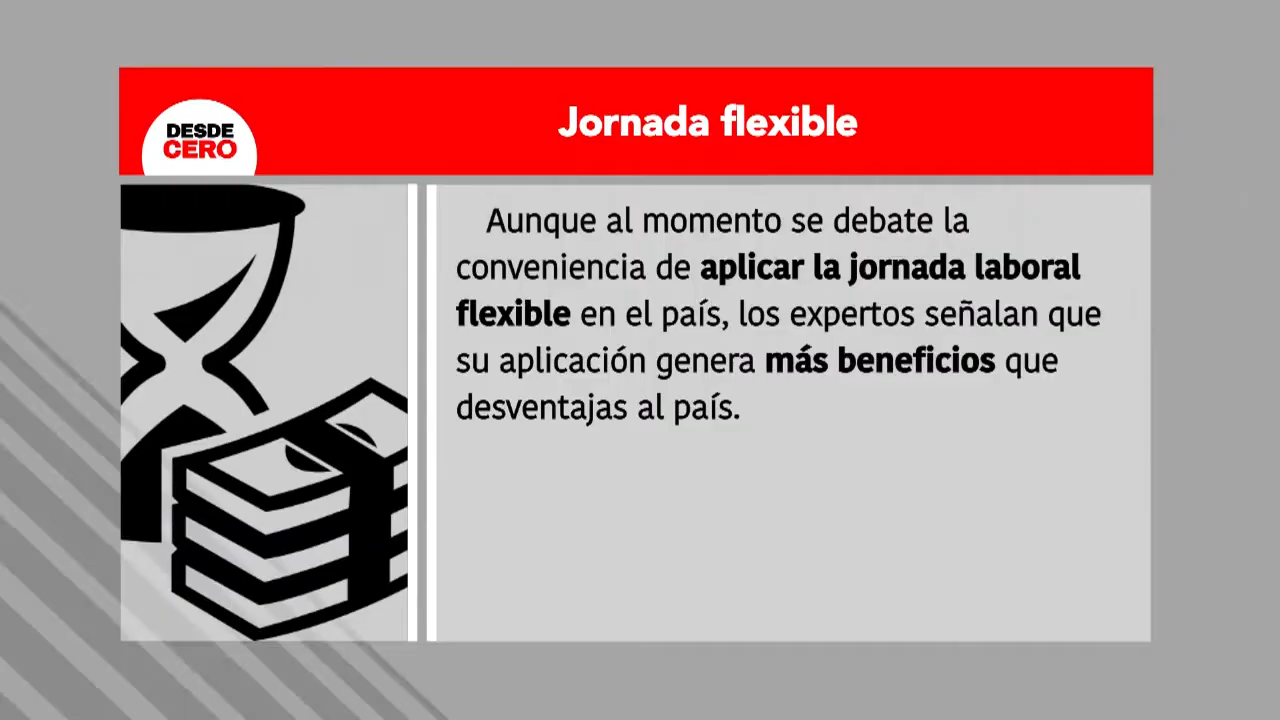 Jornada flexible
DESDE
CERO
Aunque al momento se debate la
conveniencia de aplicar la jornada laboral
flexible en el país, los expertos señalan que
su aplicación genera más beneficios que
desventajas al país.